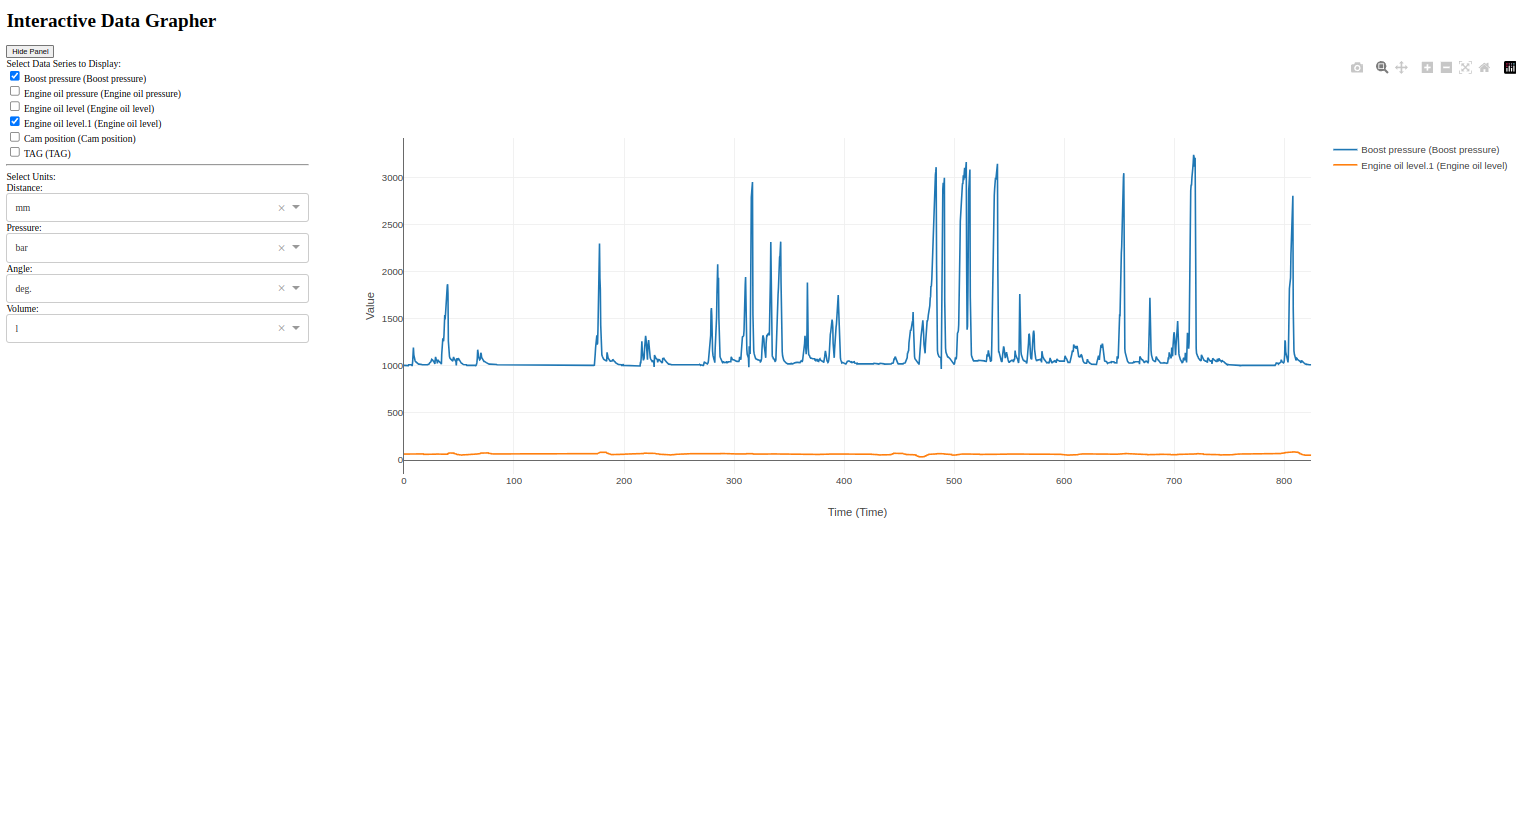 Interactive Data Grapher
Hide Panel
Select Data Series to Display:
Boost pressure (Boost pressure)
Engine oil pressure (Engine oil pressure)
Engine oil level (Engine oil level)
Engine oil level.1 (Engine oil level)
Cam position (Cam position)
TAG (TAG)
Select Units:
Distance:
mm
Pressure:
bar
Angle:
deg.
Volume:
l
Value
3000
2500
2000
1500
1000
500
0
0 100 200 300 400 500 600 700 800
Time (Time)
Boost pressure (Boost pressure)
Engine oil level.1 (Engine oil level)